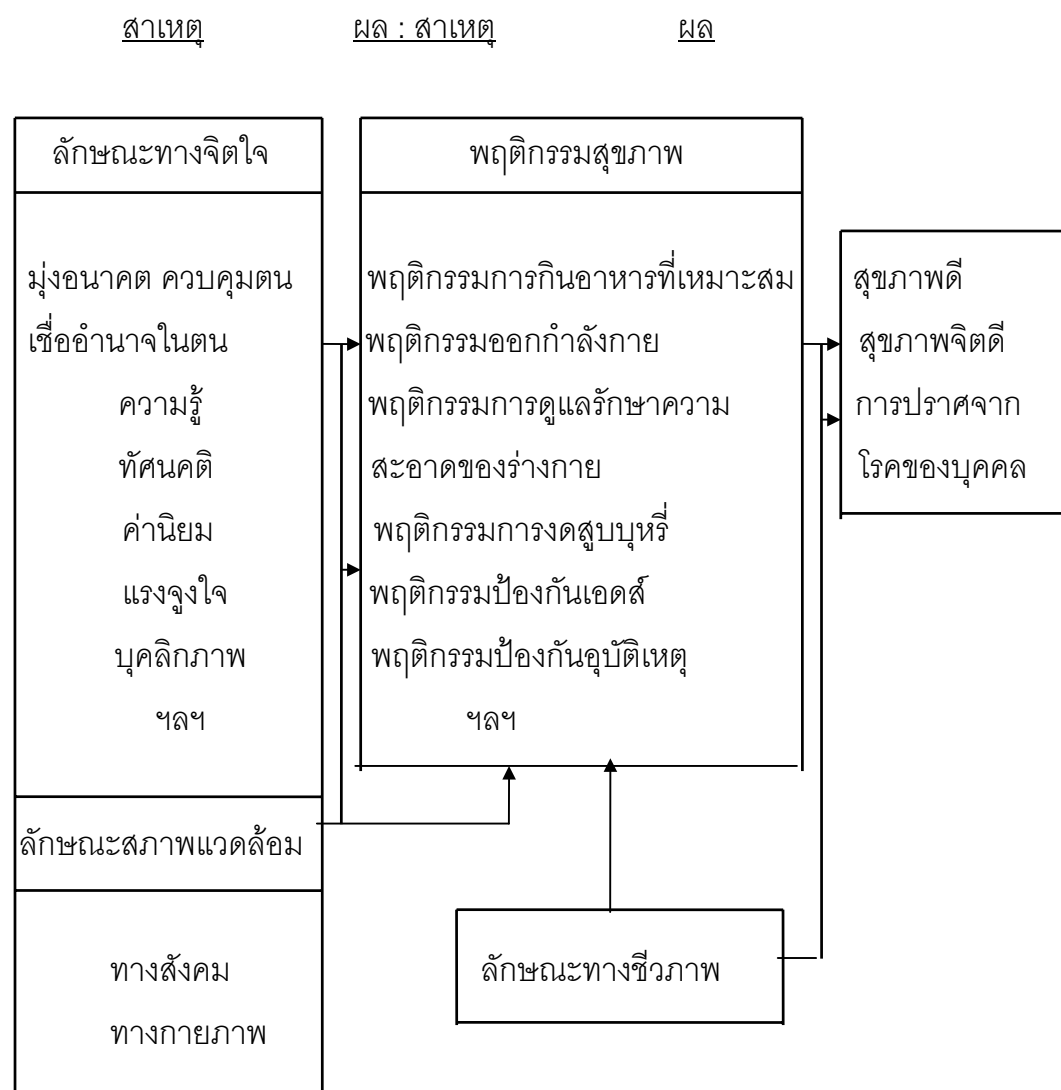 สาเหตุ
ผล : สาเหตุ
ผล
ลักษณะทางจิตใจ
มุ่งอนาคต ควบคุมตน
เชื่ออำนาจในตน
ความรู้
ทัศนคติ
ค่านิยม
แรงจูงใจ
บุคลิกภาพ
ฯลฯ
ลักษณะสภาพแวดล้อม
ทางสังคม
ทางกายภาพ
พฤติกรรมสุขภาพ
พฤติกรรมการกินอาหารที่เหมาะสม
พฤติกรรมออกกำลังกาย
พฤติกรรมการดูแลรักษาความ
สะอาดของร่างกาย
พฤติกรรมการงดสูบบุหรี่
พฤติกรรมป้องกันเอดส์
พฤติกรรมป้องกันอุบัติเหตุ
ฯลฯ
ลักษณะทางชีวภาพ
สุขภาพดี
สุขภาพจิตดี
การปราศจาก
โรคของบุคคล